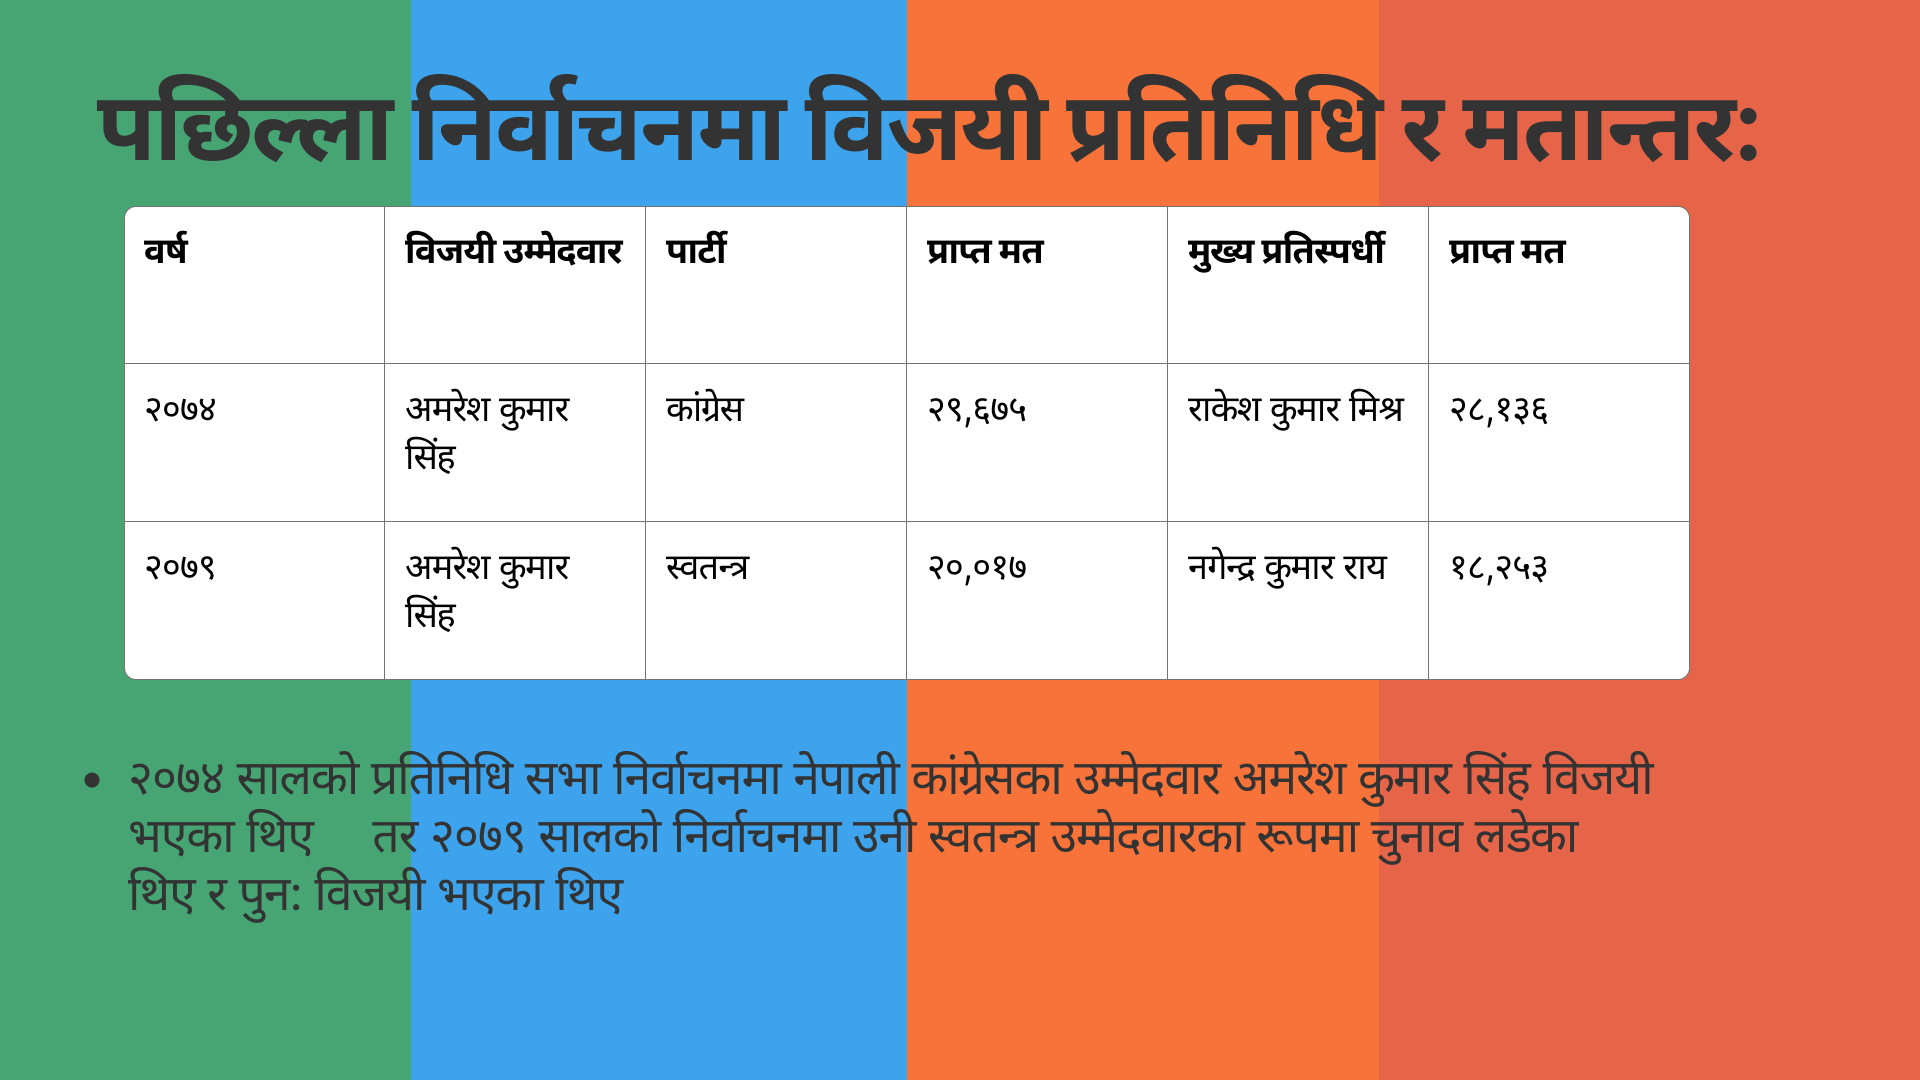 पछिल्ला निर्वाचनमा विजयी प्रतिनिधि र मतान्तर:
वर्ष विजयी उम्मेदवार पार्टी प्राप्त मत मुख्य प्रतिस्पर्धी प्राप्त मत
२०७४ अमरेश कुमार सिंह कांग्रेस २९,६७५ राकेश कुमार मिश्र २८,१३६
२०७९ अमरेश कुमार सिंह स्वतन्त्र २०,०१७ नगेन्द्र कुमार राय १८,२५३
• २०७४ सालको प्रतिनिधि सभा निर्वाचनमा नेपाली कांग्रेसका उम्मेदवार अमरेश कुमार सिंह विजयी
भएका थिए तर २०७९ सालको निर्वाचनमा उनी स्वतन्त्र उम्मेदवारका रूपमा चुनाव लडेका
थिए र पुन: विजयी भएका थिए